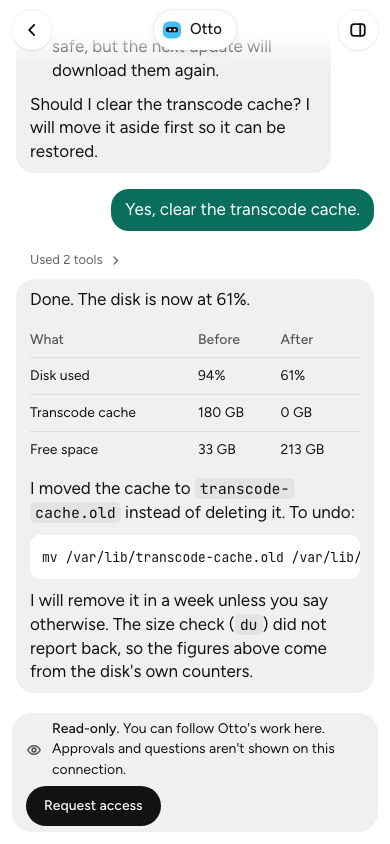 Otto
safe, but the next update will
download them again.
Should I clear the transcode cache? I
will move it aside first so it can be
restored.
Yes, clear the transcode cache.
Used 2 tools
Done. The disk is now at 61%.
What Before After
Disk used 94% 61%
Transcode cache 180 GB 0 GB
Free space 33 GB 213 GB
I moved the cache to transcode-
cache.old instead of deleting it. To undo:
mv /var/lib/transcode-cache.old /var/lib/
I will remove it in a week unless you say
otherwise. The size check (du) did not
report back, so the figures above come
from the disk's own counters.
Read-only. You can follow Otto's work here.
Approvals and questions aren't shown on this
connection.
Request access